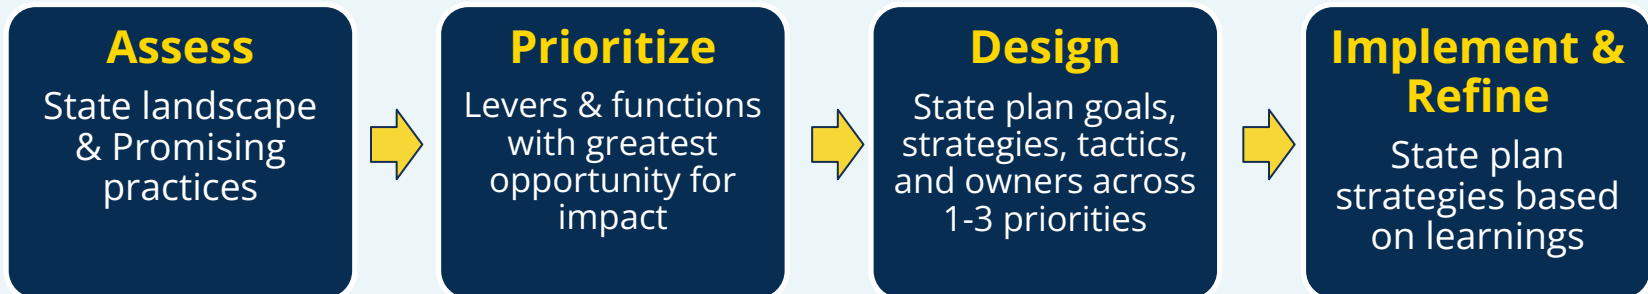 Assess
State landscape
& Promising
practices
Prioritize
Levers & functions
with greatest
opportunity for
impact
Design
State plan goals,
strategies, tactics,
and owners across
1-3 priorities
Implement &
Refine
State plan
strategies based
on learnings